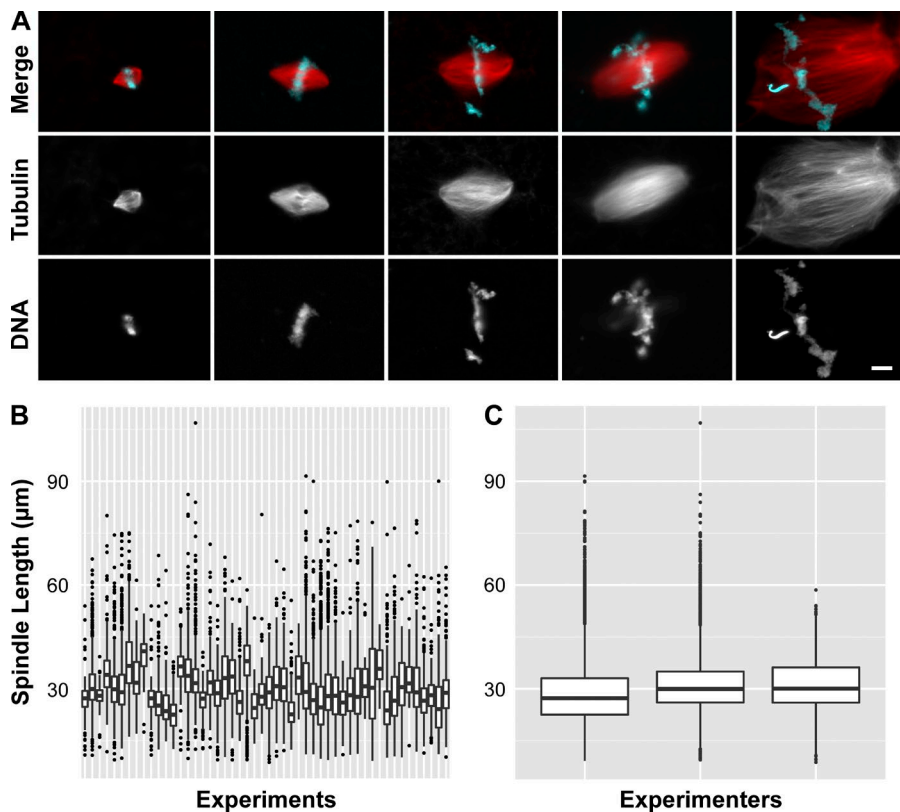 A
Merge
Tubulin
DNA
B
C
90
60
30
90
60
30
Spindle Length (µm)
Experiments
Experimenters